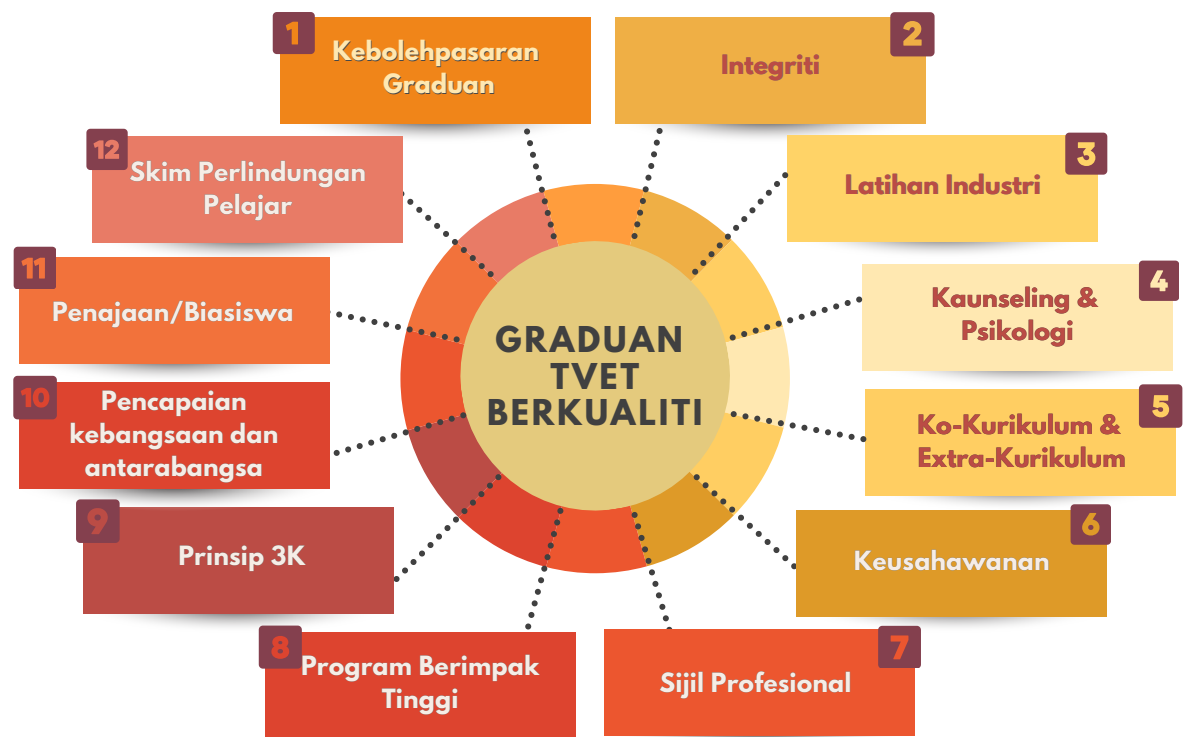 GRADUAN
TVET
BERKUALITI
1
Kebolehpasaran
Graduan
2
Integriti
3
Latihan Industri
4
Kaunseling &
Psikologi
5
Ko-Kurikulum &
Extra-Kurikulum
6
Keusahawanan
7
Sijil Profesional
8
Program Berimpak
Tinggi
9
Prinsip 3K
10
Pencapaian
kebangsaan dan
antarabangsa
11
Penajaan/Biasiswa
12
Skim Perlindungan
Pelajar